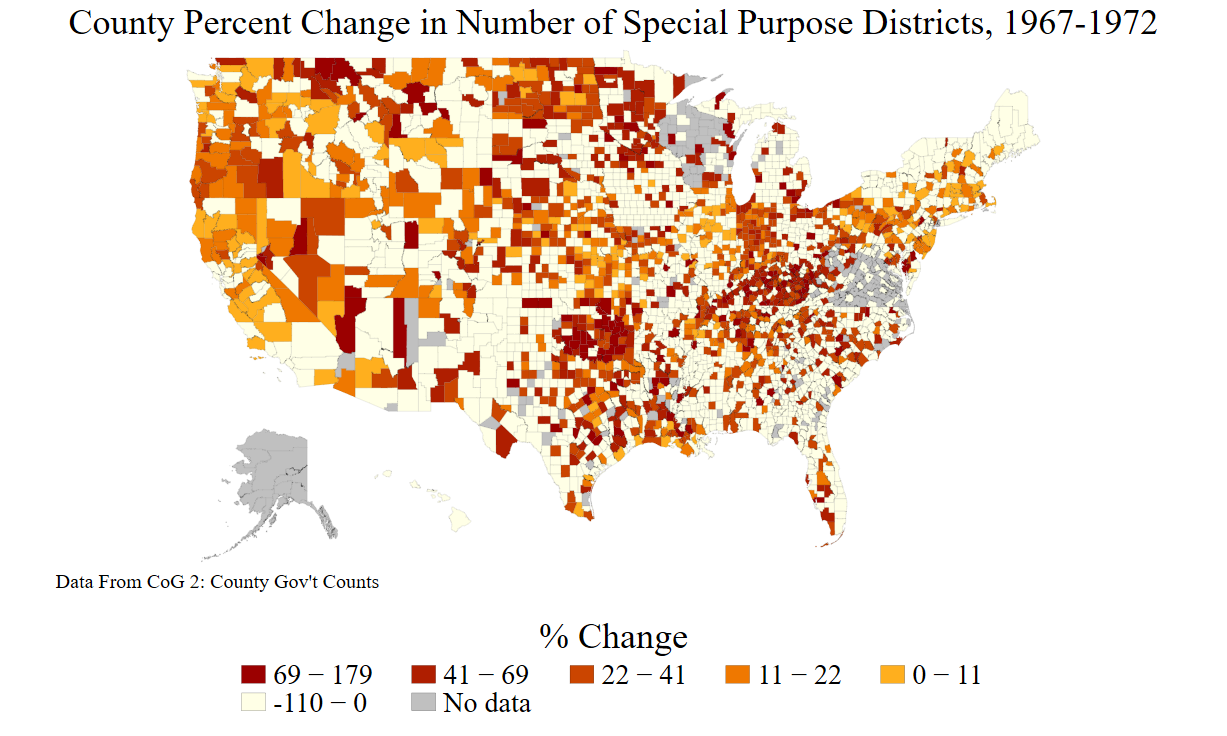 County Percent Change in Number of Special Purpose Districts, 1967-1972
Data From CoG 2: County Gov't Counts
% Change
69 − 179 41 − 69 22 − 41 11 − 22 0 − 11
-110 − 0 No data